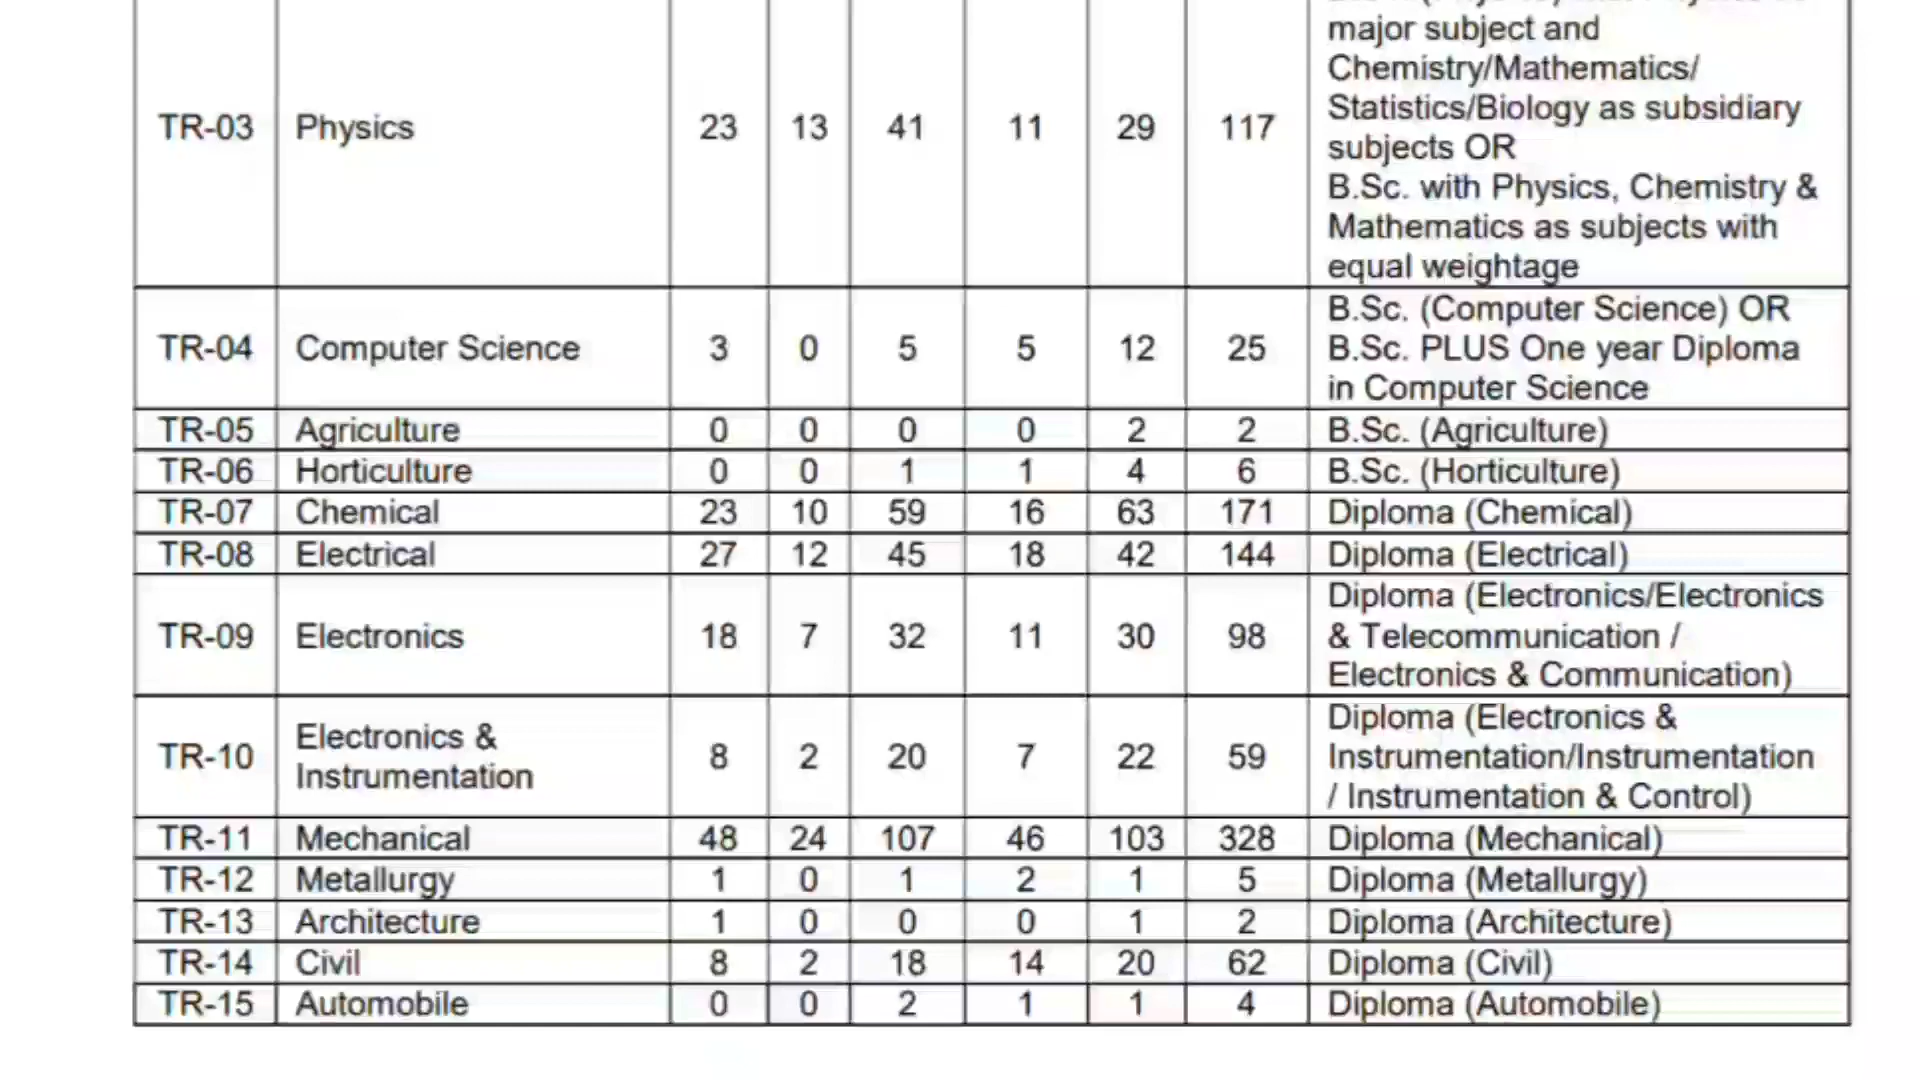 major subject and
Chemistry/Mathematics/
Statistics/Biology as subsidiary
TR-03 Physics 23 13 41 11 29 117
subjects OR
B.Sc. with Physics, Chemistry &
Mathematics as subjects with
equal weightage
B.Sc. (Computer Science) OR
TR-04 Computer Science 3 0 5 5 12 25 B.Sc. PLUS One year Diploma
in Computer Science
TR-05 Agriculture 0 0 0 0 2 2 B.Sc. (Agriculture)
TR-06 Horticulture 0 0 1 1 4 6 B.Sc. (Horticulture)
TR-07 Chemical 23 10 59 16 63 171 Diploma (Chemical)
TR-08 Electrical 27 12 45 18 42 144 Diploma (Electrical)
Diploma (Electronics/Electronics
TR-09 Electronics 18 7 32 11 30 98 & Telecommunication /
Electronics & Communication)
Electronics &
Instrumentation
Diploma (Electronics &
TR-10 8 2 20 7 22 59 Instrumentation/Instrumentation
/ Instrumentation & Control)
TR-11 Mechanical 48 24 107 46 103 328 Diploma (Mechanical)
TR-12 Metallurgy 1 0 1 2 1 5 Diploma (Metallurgy)
TR-13 Architecture 1 0 0 0 1 2 Diploma (Architecture)
TR-14 Civil 8 2 18 14 20 62 Diploma (Civil)
TR-15 Automobile 0 0 2 1 1 4 Diploma (Automobile)